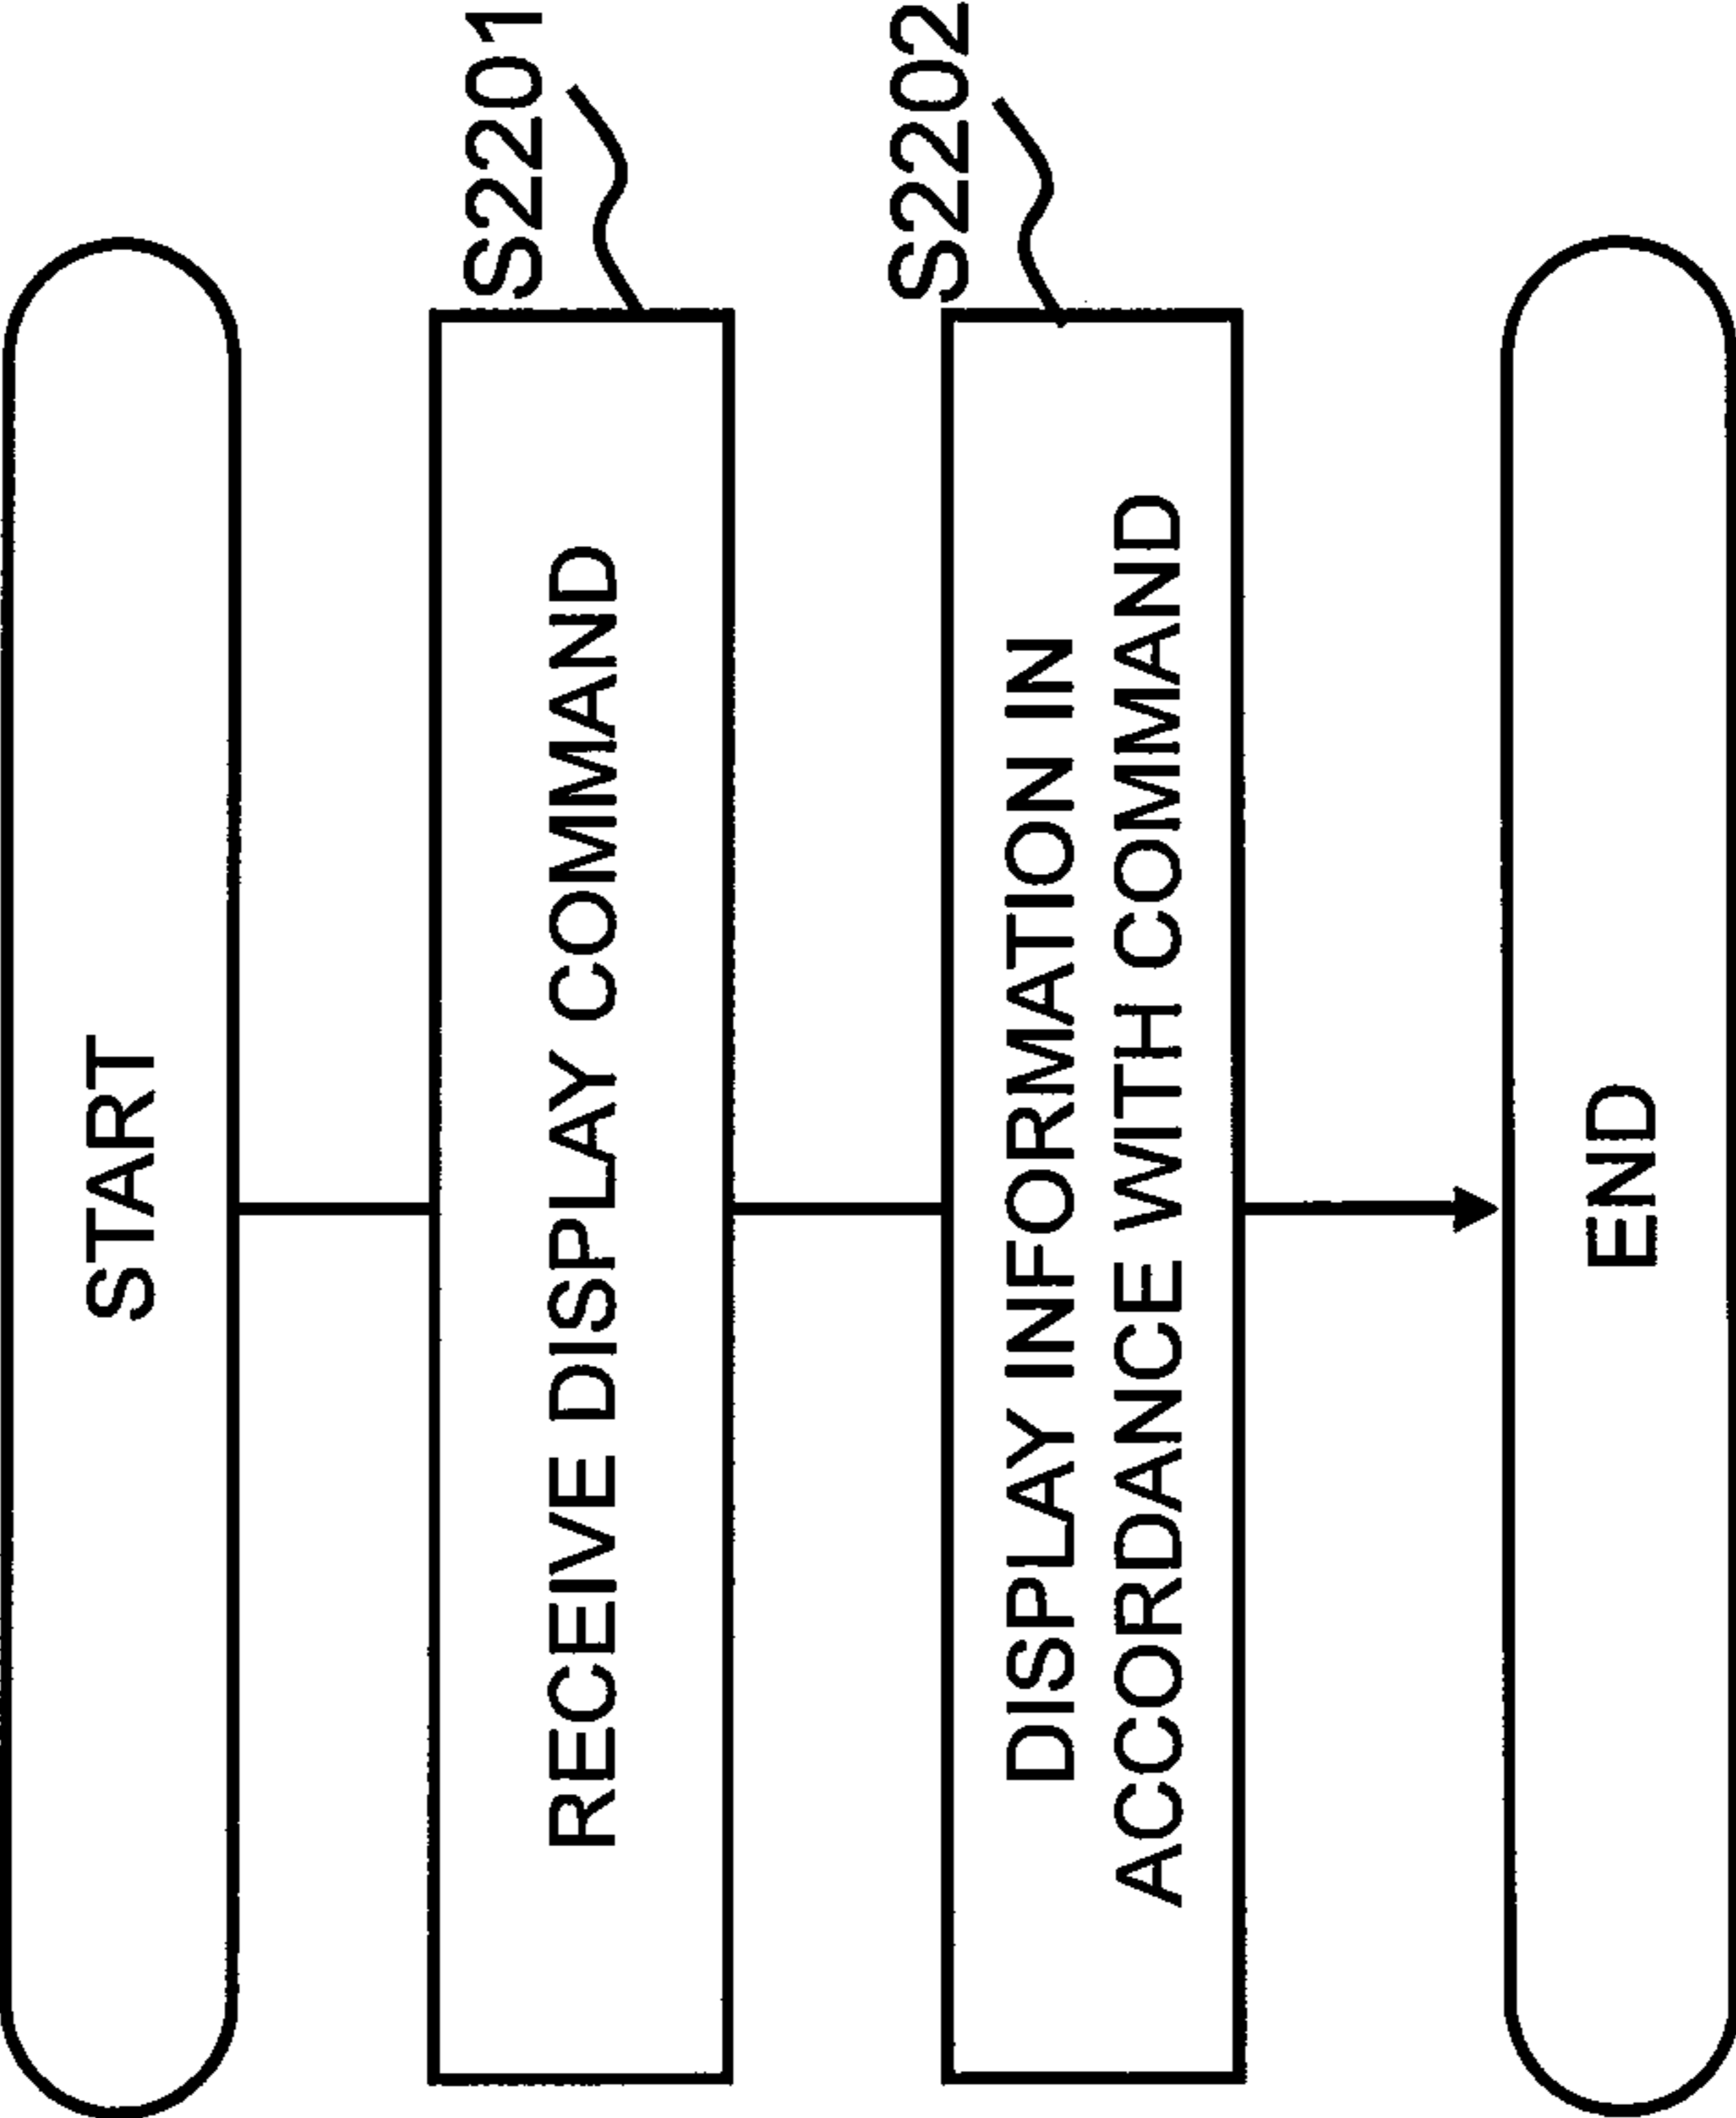 START
S2201
RECEIVE DISPLAY COMMAND
S2202
DISPLAY INFORMATION IN
ACCORDANCE WITH COMMAND
END